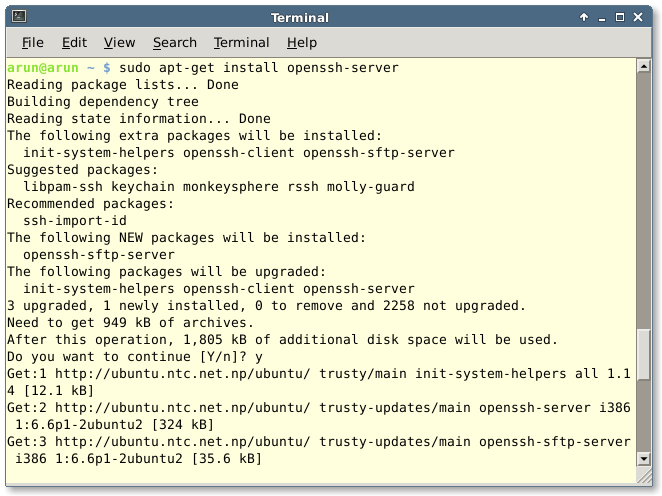 Terminal
File Edit View Search Terminal Help
arun@arun ~ $ sudo apt-get install openssh-server
Reading package lists... Done
Building dependency tree
Reading state information... Done
The following extra packages will be installed:
  init-system-helpers openssh-client openssh-sftp-server
Suggested packages:
  libpam-ssh keychain monkeysphere rssh molly-guard
Recommended packages:
  ssh-import-id
The following NEW packages will be installed:
  openssh-sftp-server
The following packages will be upgraded:
  init-system-helpers openssh-client openssh-server
3 upgraded, 1 newly installed, 0 to remove and 2258 not upgraded.
Need to get 949 kB of archives.
After this operation, 1,805 kB of additional disk space will be used.
Do you want to continue [Y/n]? y
Get:1 http://ubuntu.ntc.net.np/ubuntu/ trusty/main init-system-helpers all 1.1
4 [12.1 kB]
Get:2 http://ubuntu.ntc.net.np/ubuntu/ trusty-updates/main openssh-server i386
 1:6.6p1-2ubuntu2 [324 kB]
Get:3 http://ubuntu.ntc.net.np/ubuntu/ trusty-updates/main openssh-sftp-server
 i386 1:6.6p1-2ubuntu2 [35.6 kB]